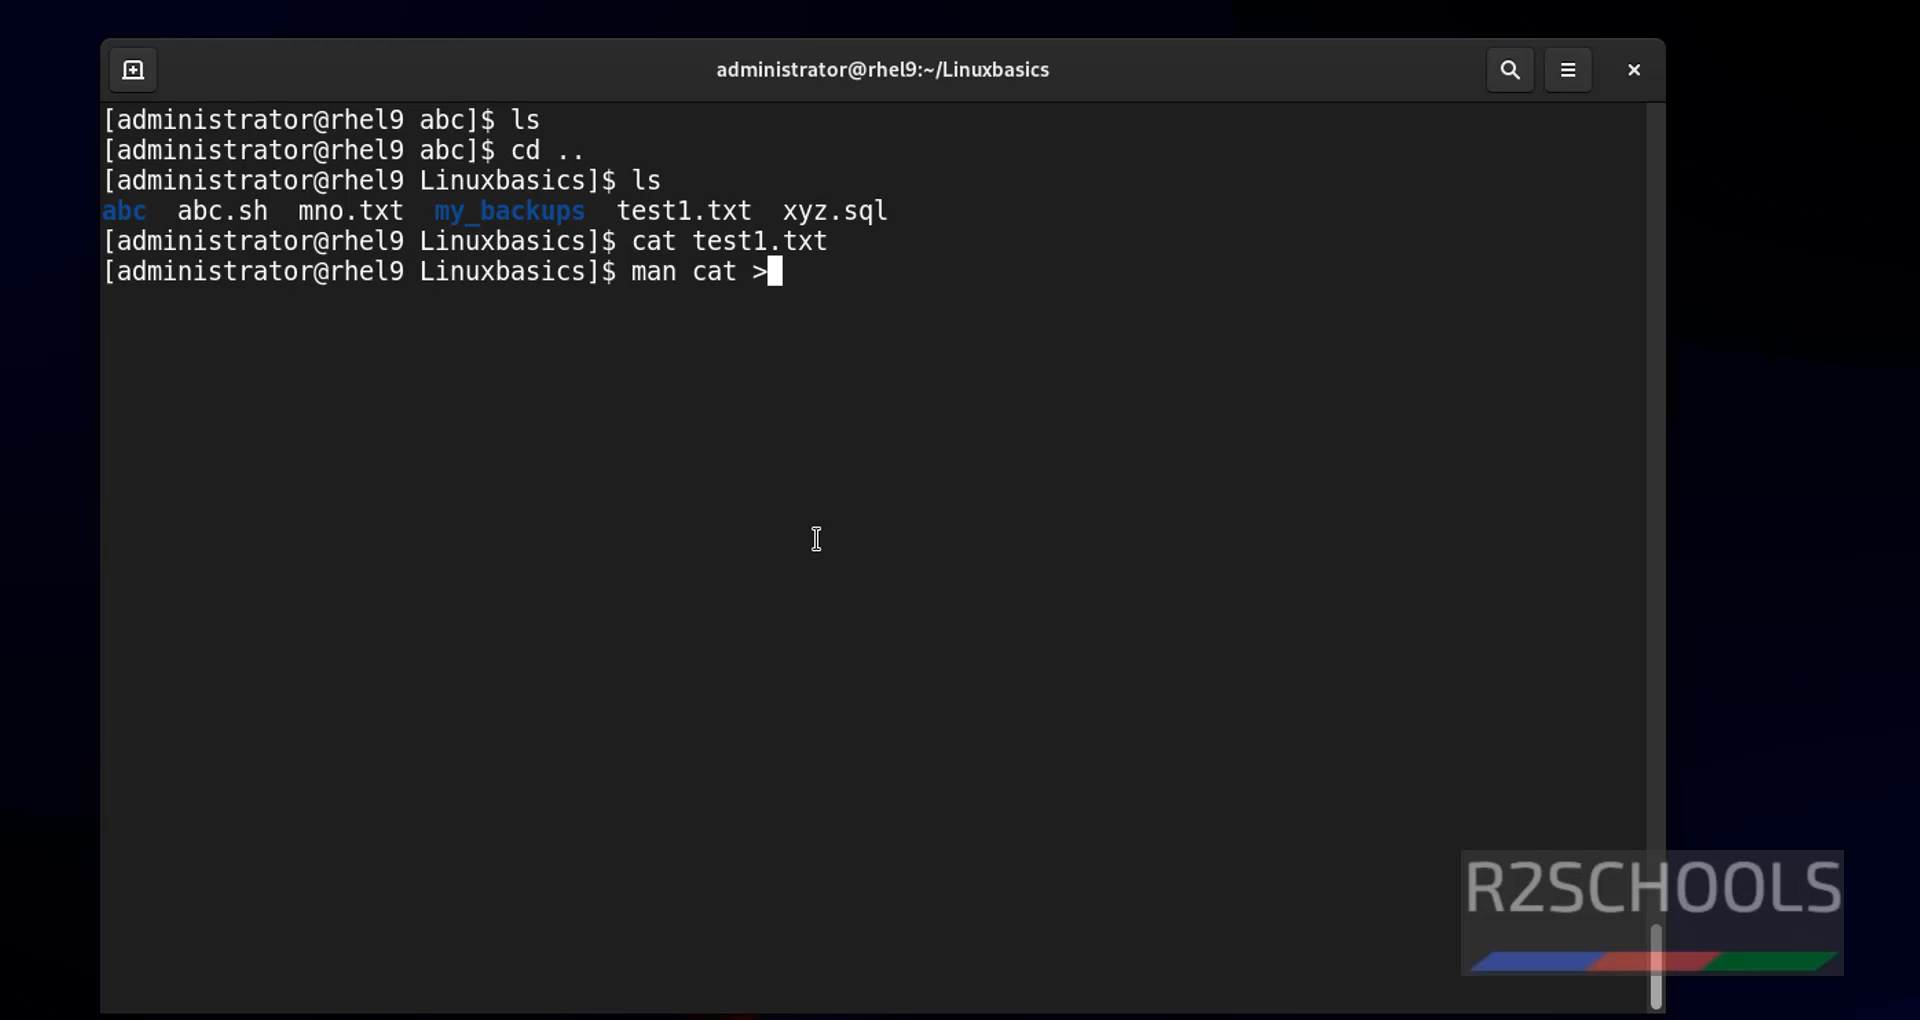 administrator@rhel9:~/Linuxbasics
[administrator@rhel9 abc]$ ls
[administrator@rhel9 abc]$ cd ..
[administrator@rhel9 Linuxbasics]$ ls
abc  abc.sh  mno.txt  my_backups  test1.txt  xyz.sql
[administrator@rhel9 Linuxbasics]$ cat test1.txt
[administrator@rhel9 Linuxbasics]$ man cat >
R2SCHOOLS